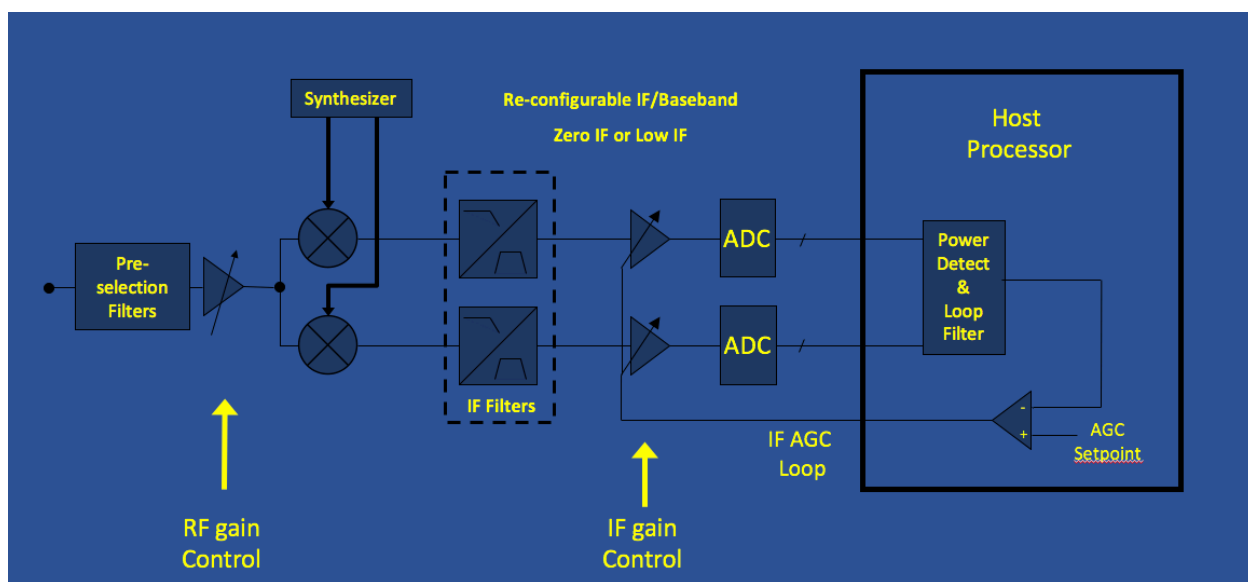 Synthesizer
Re-configurable IF/Baseband
Zero IF or Low IF
Host
Processor
Pre-
selection
Filters
ADC
ADC
Power
Detect
&
Loop
Filter
IF Filters
-
+
AGC
Setpoint
IF AGC
Loop
RF gain
Control
IF gain
Control